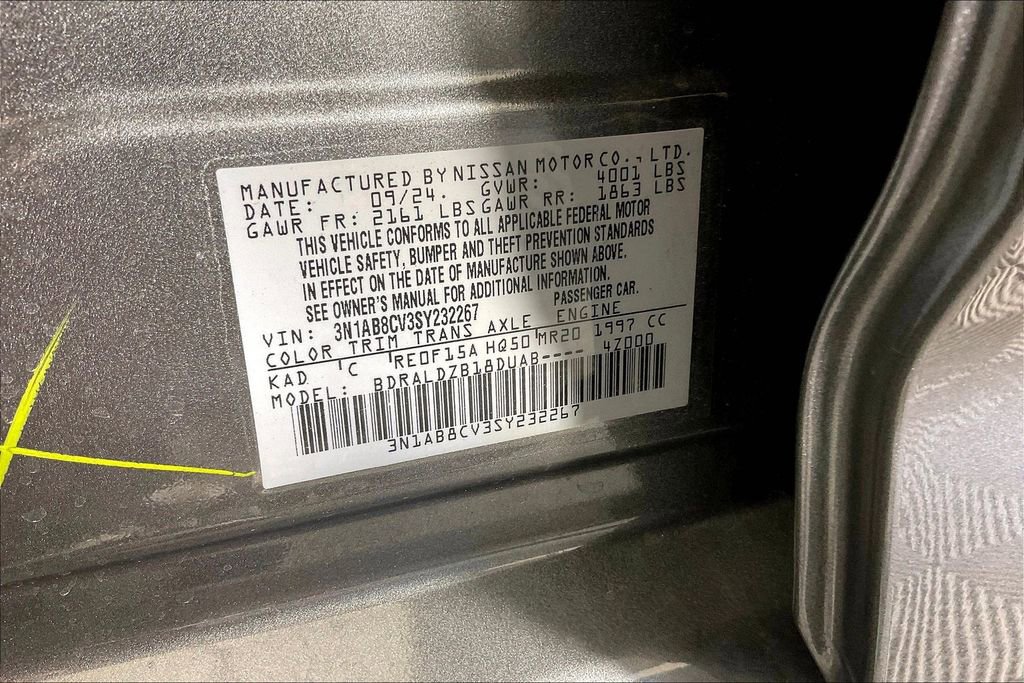 MANUFACTURED BY NISSAN MOTOR CO., LTD.
DATE: 09/24. GVWR: 4001 LBS
GAWR FR: 2161 LBS GAWR RR: 1863 LBS
THIS VEHICLE CONFORMS TO ALL APPLICABLE FEDERAL MOTOR
VEHICLE SAFETY, BUMPER AND THEFT PREVENTION STANDARDS
IN EFFECT ON THE DATE OF MANUFACTURE SHOWN ABOVE.
SEE OWNER'S MANUAL FOR ADDITIONAL INFORMATION.
VIN: 3N1AB8CV3SY232267 PASSENGER CAR.
COLOR TRIM TRANS AXLE ENGINE
KAD C RE0F15A HQ50 MR20 1997 CC
MODEL: BDRALDZB18DUAB---- 4Z000
3N1AB8CV3SY232267